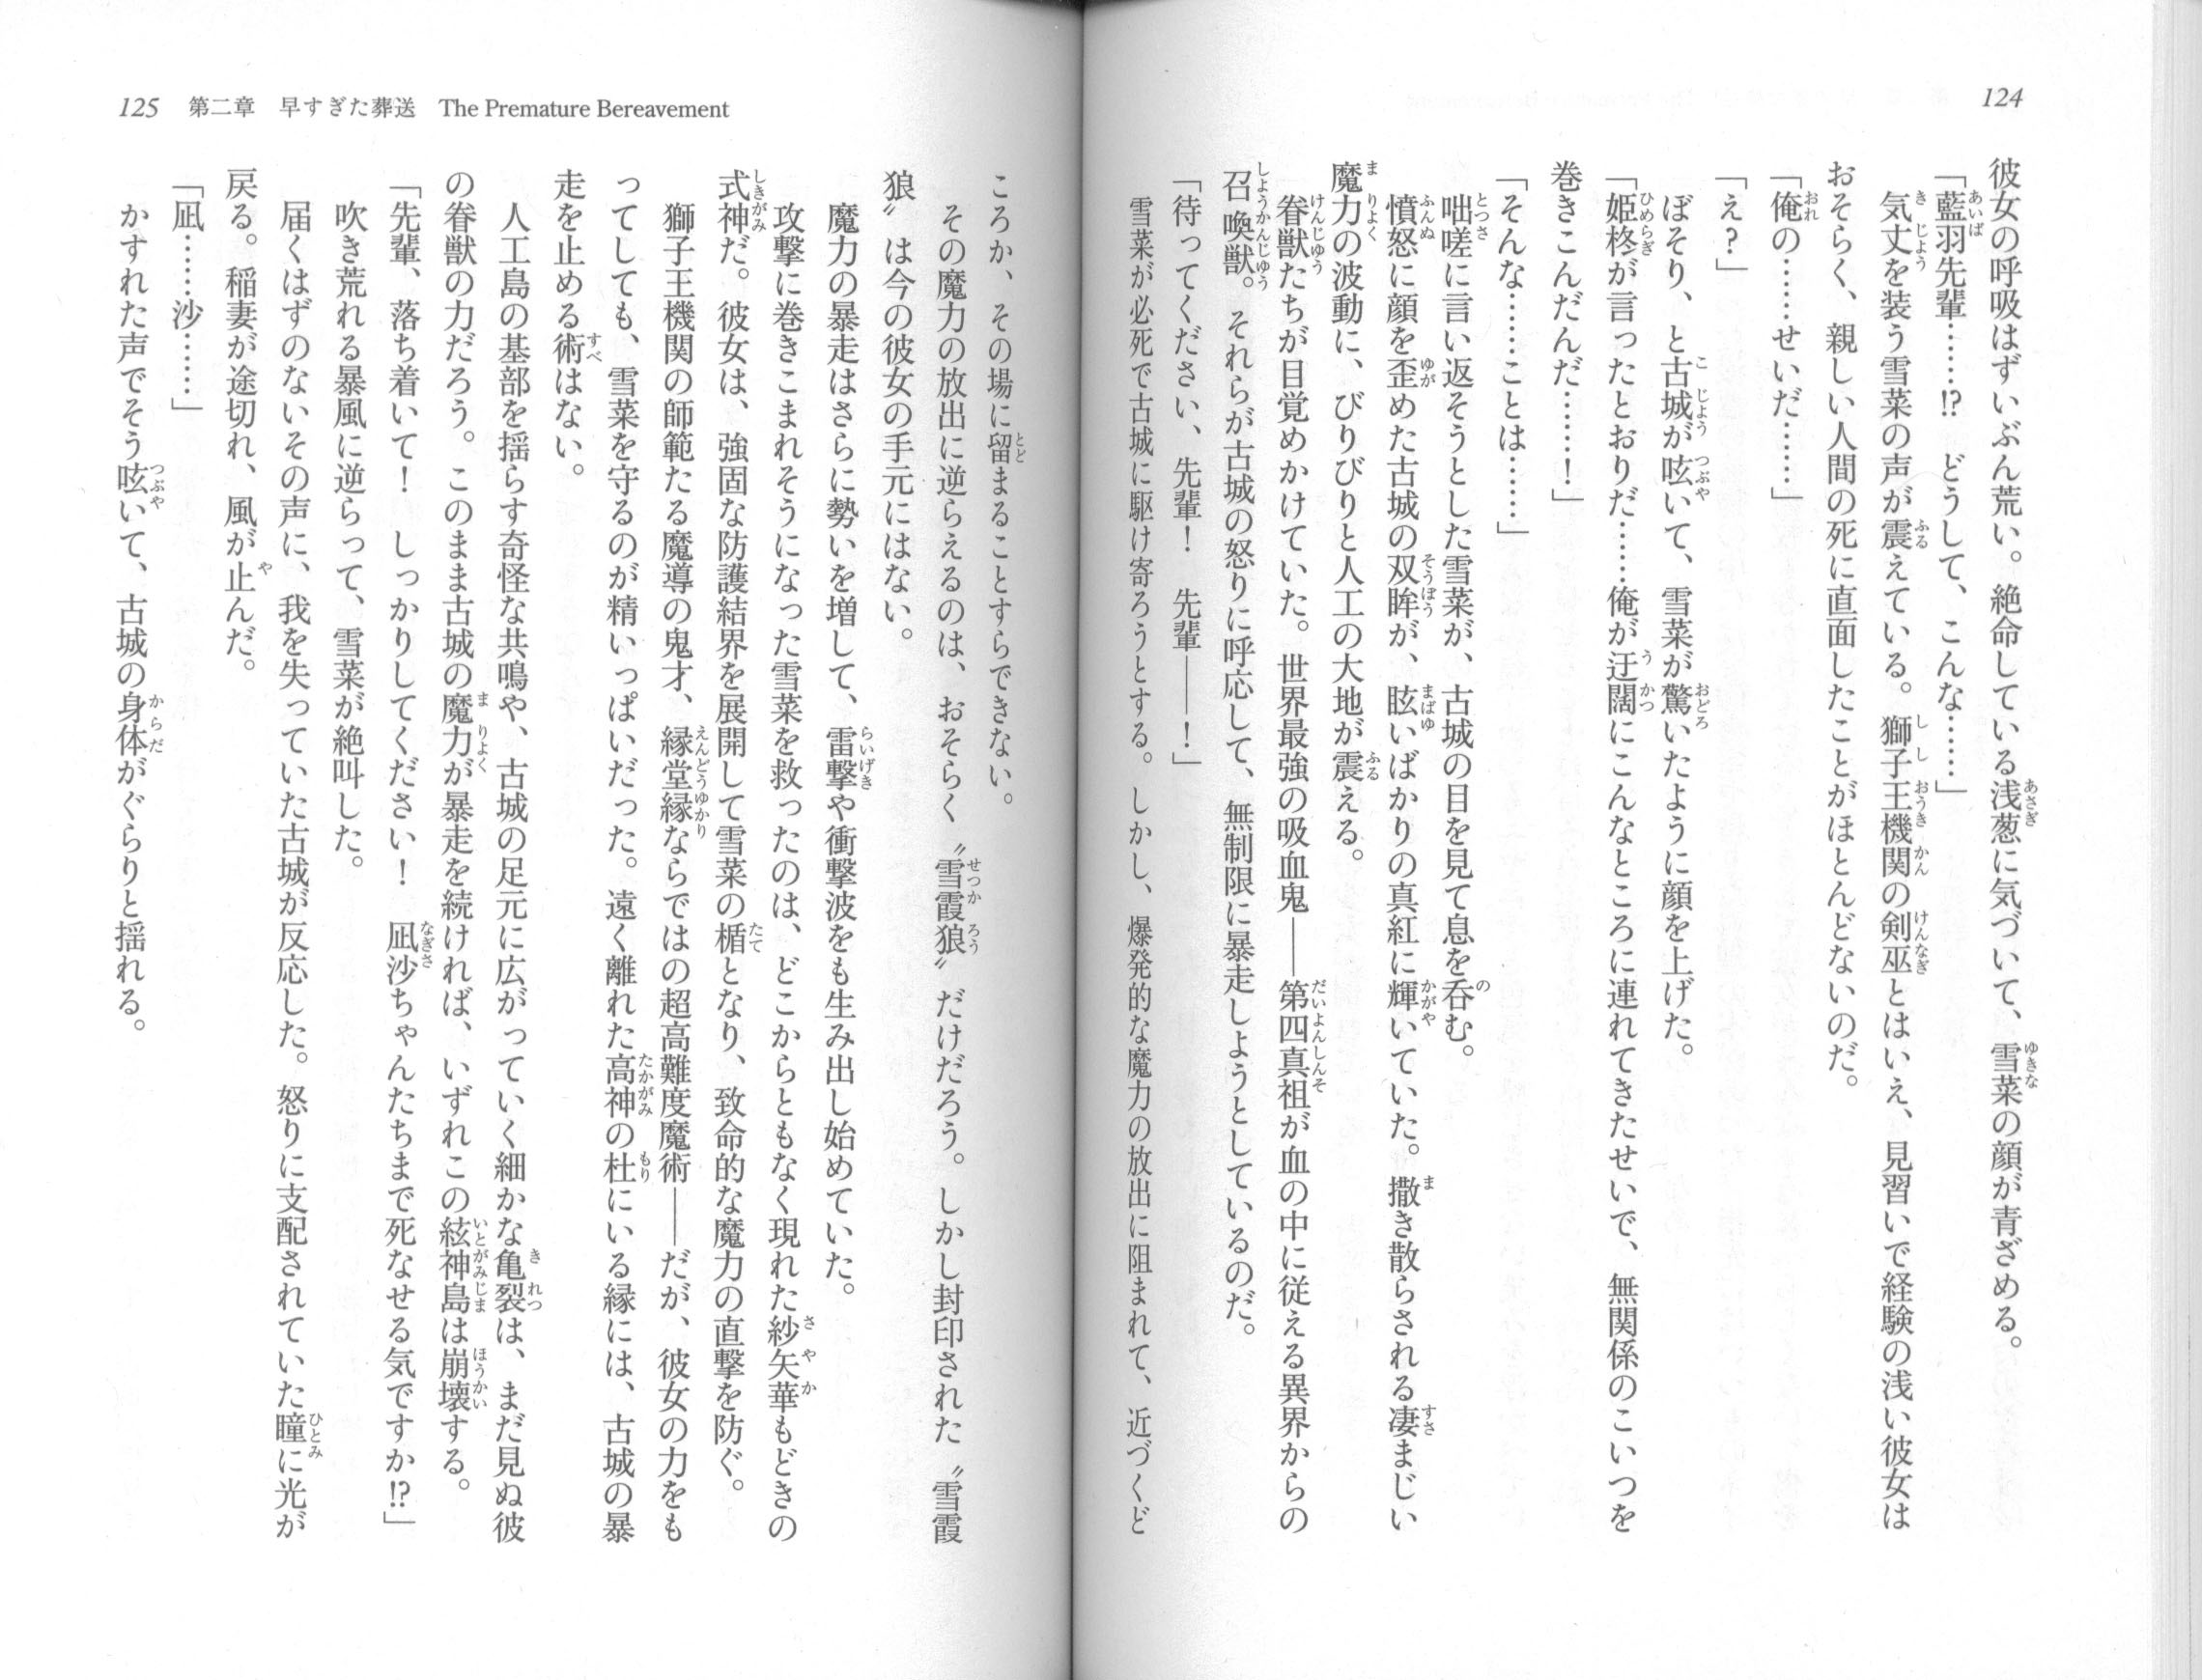 124
彼女の呼吸はずいぶん荒い。絶命している浅葱に気づいて、雪菜の顔が青ざめる。
「藍羽先輩……!?　どうして、こんな……」
気丈を装う雪菜の声が震えている。獅子王機関の剣巫とはいえ、見習いで経験の浅い彼女は
おそらく、親しい人間の死に直面したことがほとんどないのだ。
「俺の……せいだ……」
「え？」
ぼそり、と古城が呟いて、雪菜が驚いたように顔を上げた。
「姫柊が言ったとおりだ……俺が迂闊にこんなところに連れてきたせいで、無関係のこいつを
巻きこんだんだ……！」
「そんな……ことは……」
咄嗟に言い返そうとした雪菜が、古城の目を見て息を呑む。
憤怒に顔を歪めた古城の双眸が、眩いばかりの真紅に輝いていた。撒き散らされる凄まじい
魔力の波動に、びりびりと人工の大地が震える。
眷獣たちが目覚めかけていた。世界最強の吸血鬼――第四真祖が血の中に従える異界からの
召喚獣。それらが古城の怒りに呼応して、無制限に暴走しようとしているのだ。
「待ってください、先輩！　先輩――！」
雪菜が必死で古城に駆け寄ろうとする。しかし、爆発的な魔力の放出に阻まれて、近づくど
125　第二章　早すぎた葬送　The Premature Bereavement
ころか、その場に留まることすらできない。
その魔力の放出に逆らえるのは、おそらく〝雪霞狼〟だけだろう。しかし封印された〝雪霞
狼〟は今の彼女の手元にはない。
魔力の暴走はさらに勢いを増して、雷撃や衝撃波をも生み出し始めていた。
攻撃に巻きこまれそうになった雪菜を救ったのは、どこからともなく現れた紗矢華もどきの
式神だ。彼女は、強固な防護結界を展開して雪菜の楯となり、致命的な魔力の直撃を防ぐ。
獅子王機関の師範たる魔導の鬼才、縁堂縁ならではの超高難度魔術――だが、彼女の力をも
ってしても、雪菜を守るのが精いっぱいだった。遠く離れた高神の杜にいる縁には、古城の暴
走を止める術はない。
人工島の基部を揺らす奇怪な共鳴や、古城の足元に広がっていく細かな亀裂は、まだ見ぬ彼
の眷獣の力だろう。このまま古城の魔力が暴走を続ければ、いずれこの絃神島は崩壊する。
「先輩、落ち着いて！　しっかりしてください！　凪沙ちゃんたちまで死なせる気ですか!?」
吹き荒れる暴風に逆らって、雪菜が絶叫した。
届くはずのないその声に、我を失っていた古城が反応した。怒りに支配されていた瞳に光が
戻る。稲妻が途切れ、風が止んだ。
「凪……沙……」
かすれた声でそう呟いて、古城の身体がぐらりと揺れる。